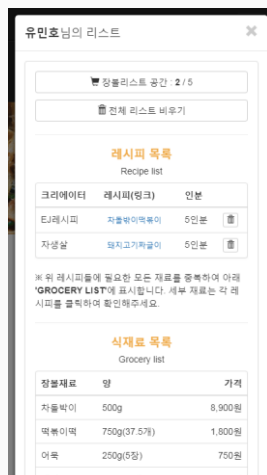 유민호님의 리스트 ×
장볼리스트 공간 : 2 / 5
전체 리스트 비우기
레시피 목록
Recipe list
크리에이터 레시피(링크) 인분
EJ레시피 차돌박이떡볶이 5인분
자생살 돼지고기짜글이 5인분
※ 위 레시피들에 필요한 모든 재료를 중복하여 아래
'GROCERY LIST'에 표시합니다. 세부 재료는 각 레
시피를 클릭하여 확인해주세요.
식재료 목록
Grocery list
장볼재료 양 가격
차돌박이 500g 8,900원
떡볶이떡 750g(37.5개) 1,800원
어욱 250g(5장) 750원